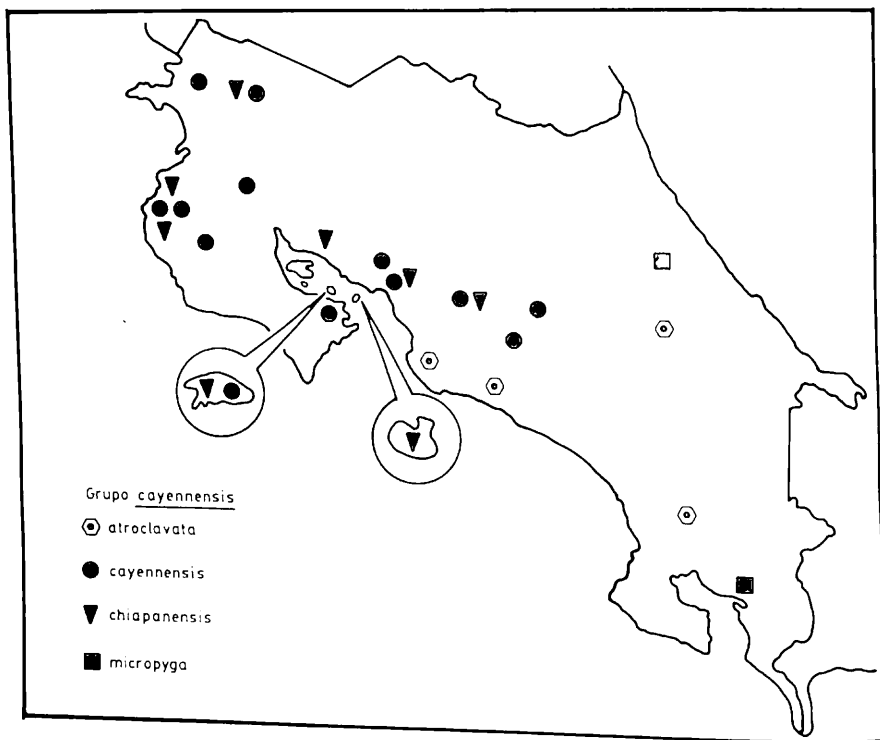 Grupo cayennensis
atroclavata
cayennensis
chiapanensis
micropyga